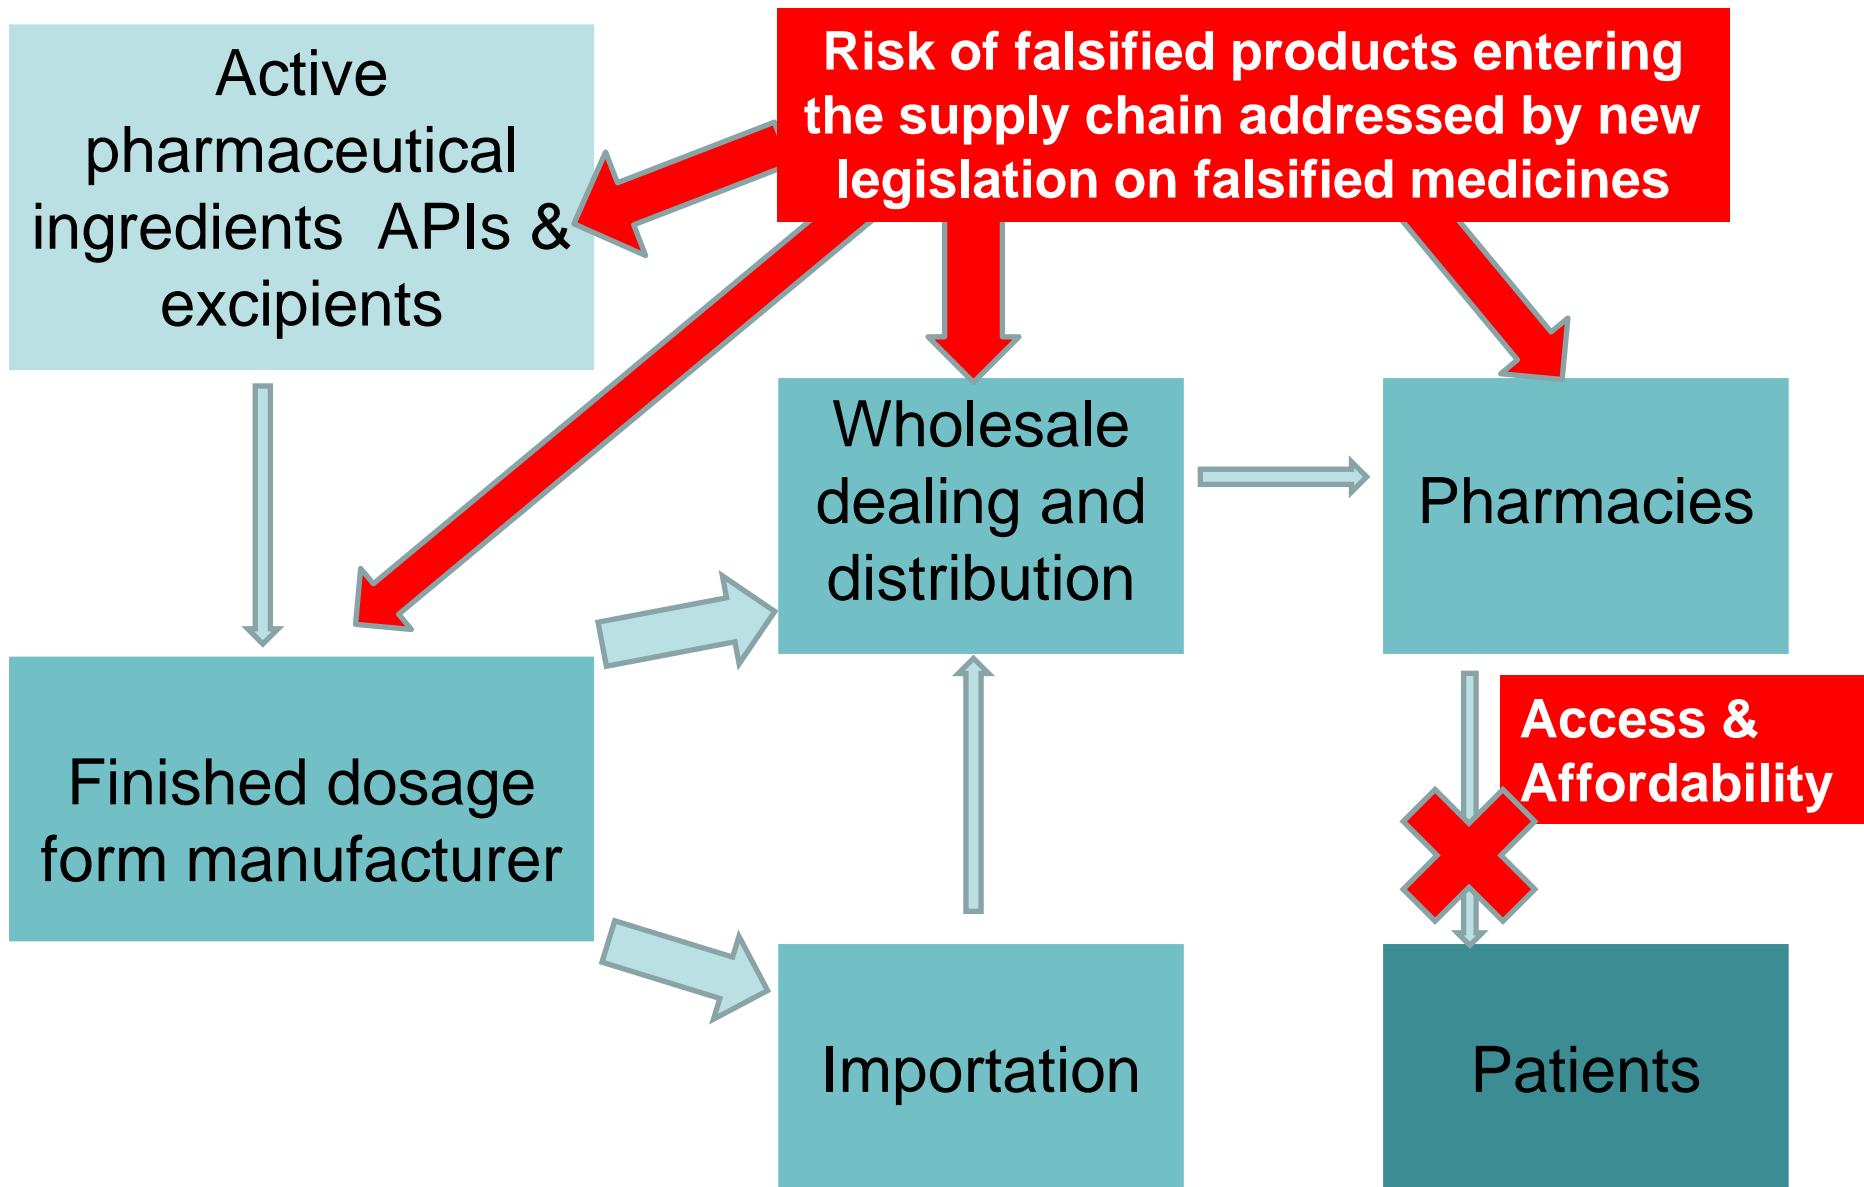 Active
pharmaceutical
ingredients  APIs &
excipients
Risk of falsified products entering
the supply chain addressed by new
legislation on falsified medicines
Wholesale
dealing and
distribution
Pharmacies
Access &
Affordability
Finished dosage
form manufacturer
Importation
Patients